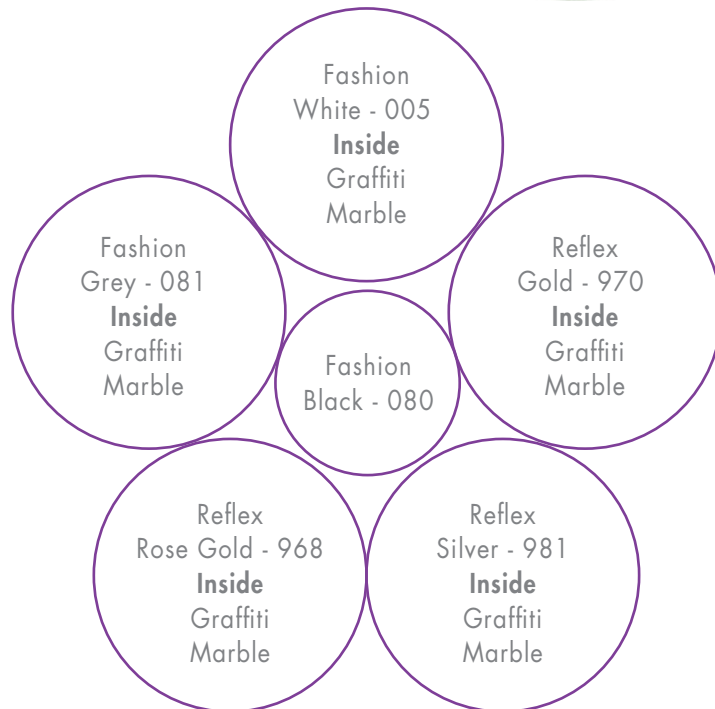 Fashion
White - 005
Inside
Graffiti
Marble
Fashion
Grey - 081
Inside
Graffiti
Marble
Reflex
Gold - 970
Inside
Graffiti
Marble
Fashion
Black - 080
Reflex
Rose Gold - 968
Inside
Graffiti
Marble
Reflex
Silver - 981
Inside
Graffiti
Marble